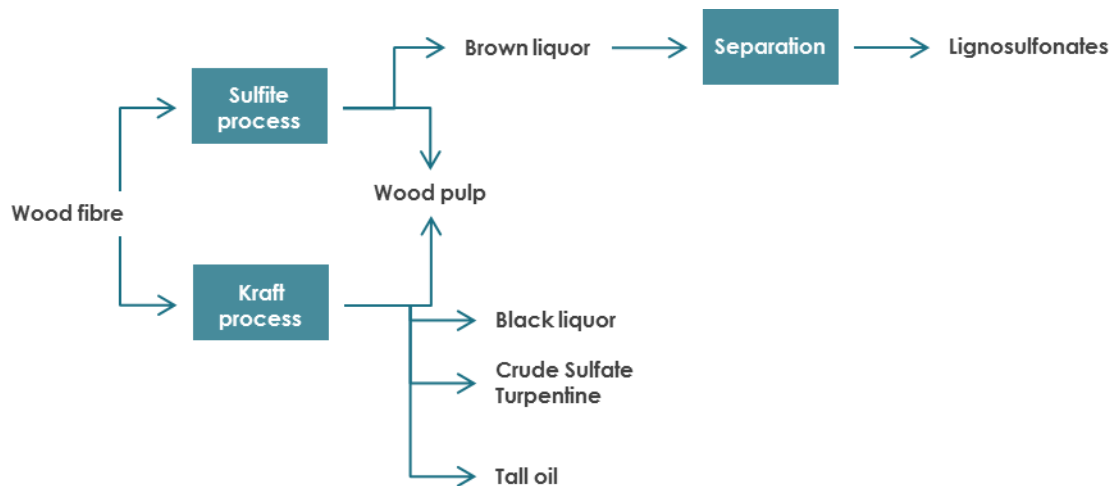 Brown liquor
Separation
Lignosulfonates
Sulfite
process
Wood pulp
Wood fibre
Kraft
process
Black liquor
Crude Sulfate
Turpentine
Tall oil